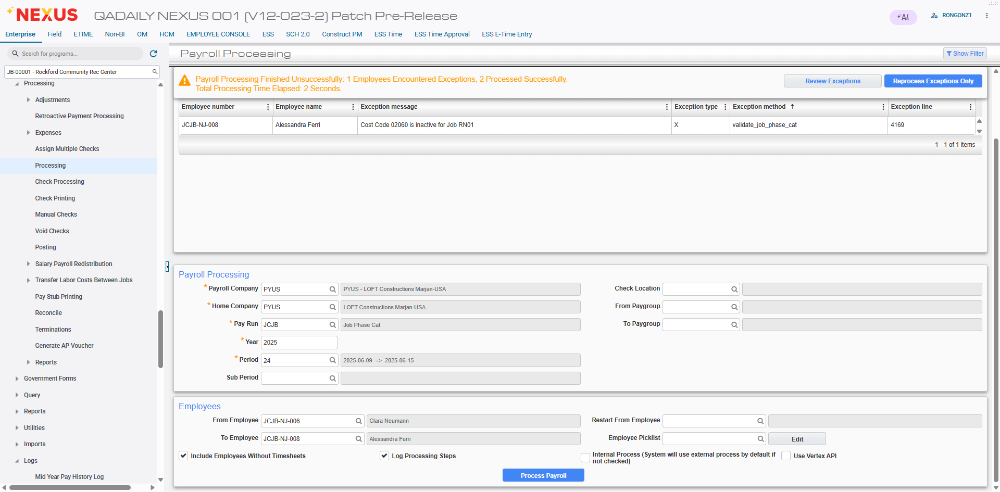 NEXUS
QADAILY NEXUS 001 (V12-023-2) Patch Pre-Release
AI
RONGONZ1
Enterprise
Field
ETIME
Non-BI
OM
HCM
EMPLOYEE CONSOLE
ESS
SCH 2.0
Construct PM
ESS Time
ESS Time Approval
ESS E-Time Entry
Search for programs...
JB-00001 - Rockford Community Rec Center
Processing
Adjustments
Retroactive Payment Processing
Expenses
Assign Multiple Checks
Processing
Check Processing
Check Printing
Manual Checks
Void Checks
Posting
Salary Payroll Redistribution
Transfer Labor Costs Between Jobs
Pay Stub Printing
Reconcile
Terminations
Generate AP Voucher
Reports
Government Forms
Query
Reports
Utilities
Imports
Logs
Mid Year Pay History Log
Payroll Processing
Show Filter
Payroll Processing Finished Unsuccessfully: 1 Employees Encountered Exceptions, 2 Processed Successfully.
Total Processing Time Elapsed: 2 Seconds.
Review Exceptions
Reprocess Exceptions Only
Employee number
Employee name
Exception message
Exception type
Exception method ↑
Exception line
JCJB-NJ-008
Alessandra Ferri
Cost Code 02060 is inactive for Job RN01
X
validate_job_phase_cat
4169
1 - 1 of 1 items
Payroll Processing
* Payroll Company PYUS PYUS - LOFT Constructions Marjan-USA
Check Location
* Home Company PYUS LOFT Constructions Marjan-USA
From Paygroup
* Pay Run JCJB Job Phase Cat
To Paygroup
* Year 2025
* Period 24 2025-06-09 => 2025-06-15
Sub Period
Employees
From Employee JCJB-NJ-006 Clara Neumann
Restart From Employee
To Employee JCJB-NJ-008 Alessandra Ferri
Employee Picklist
Edit
Include Employees Without Timesheets
Log Processing Steps
Internal Process (System will use external process by default if
not checked)
Use Vertex API
Process Payroll